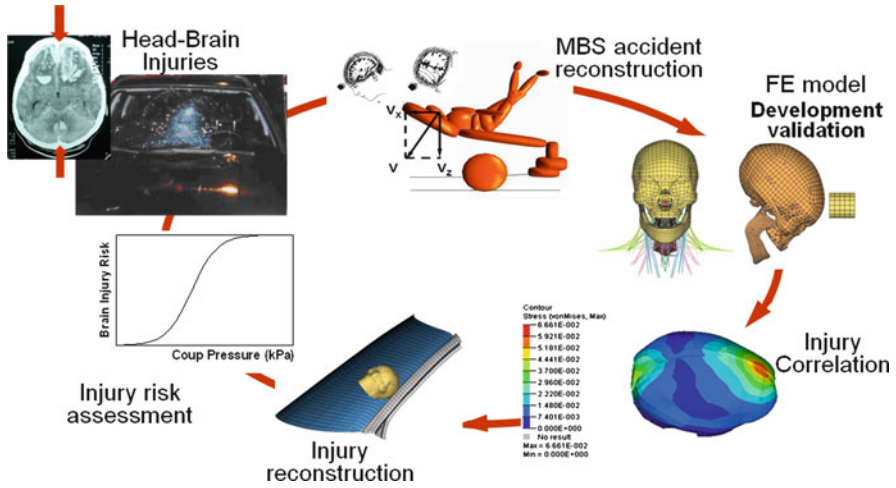 Head-Brain
Injuries
MBS accident
reconstruction
Vx
V
Vz
FE model
Development
validation
Injury
Correlation
Contour
Stress (vonMises, Max)
6.661E-002
5.921E-002
5.181E-002
4.441E-002
3.700E-002
2.960E-002
2.220E-002
1.480E-002
7.401E-003
0.000E+000
No result
Max = 6.661E-002
Min = 0.000E+000
Injury
reconstruction
Brain Injury Risk
Coup Pressure (kPa)
Injury risk
assessment